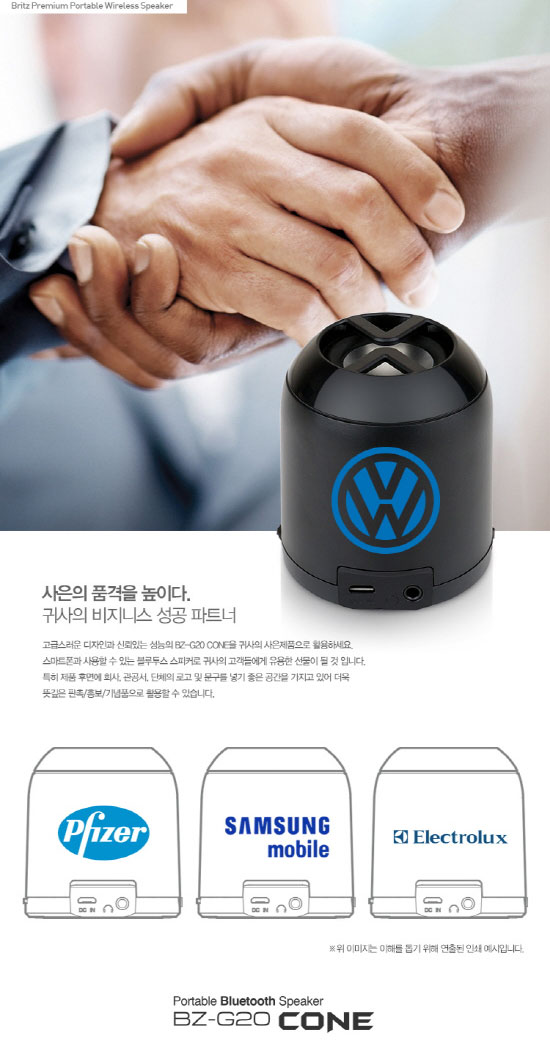 Britz Premium Portable Wireless Speaker
사은의 품격을 높이다.
귀사의 비지니스 성공 파트너
고급스러운 디자인과 신뢰있는 성능의 BZ-G20 CONE을 귀사의 사은제품으로 활용하세요.
스마트폰과 사용할 수 있는 블루투스 스피커로 귀사의 고객들에게 유용한 선물이 될 것 입니다.
특히 제품 후면에 회사, 관공서, 단체의 로고 및 문구를 넣기 좋은 공간을 가지고 있어 더욱
뜻깊은 판촉/홍보/기념품으로 활용할 수 있습니다.
Pfizer
SAMSUNG
mobile
Electrolux
DC IN
DC IN
DC IN
※ 위 이미지는 이해를 돕기 위해 연출된 인쇄 예시입니다.
Portable Bluetooth Speaker
BZ-G20 CONE